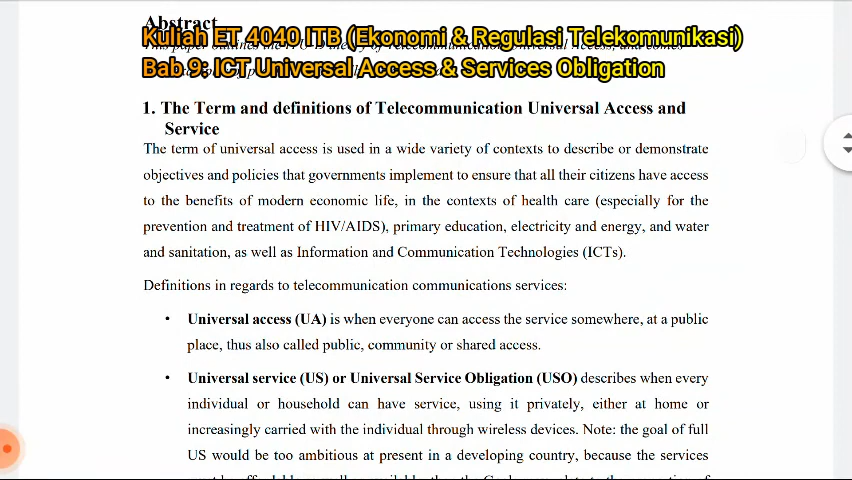 Abstract
Kuliah ET 4040 ITB (Ekonomi & Regulasi Telekomunikasi)
Bab 9: ICT Universal Access & Services Obligation
1. The Term and definitions of Telecommunication Universal Access and
Service
The term of universal access is used in a wide variety of contexts to describe or demonstrate
objectives and policies that governments implement to ensure that all their citizens have access
to the benefits of modern economic life, in the contexts of health care (especially for the
prevention and treatment of HIV/AIDS), primary education, electricity and energy, and water
and sanitation, as well as Information and Communication Technologies (ICTs).
Definitions in regards to telecommunication communications services:
• Universal access (UA) is when everyone can access the service somewhere, at a public
place, thus also called public, community or shared access.
• Universal service (US) or Universal Service Obligation (USO) describes when every
individual or household can have service, using it privately, either at home or
increasingly carried with the individual through wireless devices. Note: the goal of full
US would be too ambitious at present in a developing country, because the services